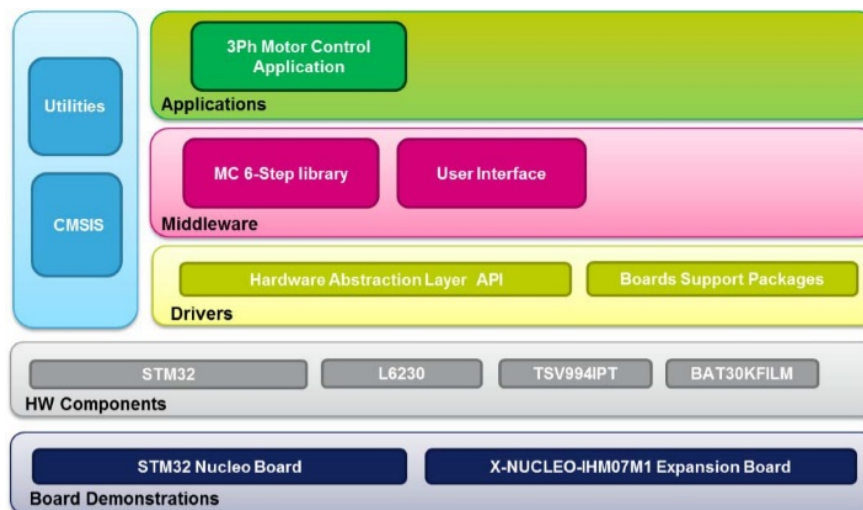 3Ph Motor Control
Application
Applications
Utilities
CMSIS
MC 6-Step library
User Interface
Middleware
Hardware Abstraction Layer API
Boards Support Packages
Drivers
STM32
L6230
TSV994IPT
BAT30KFILM
HW Components
STM32 Nucleo Board
X-NUCLEO-IHM07M1 Expansion Board
Board Demonstrations